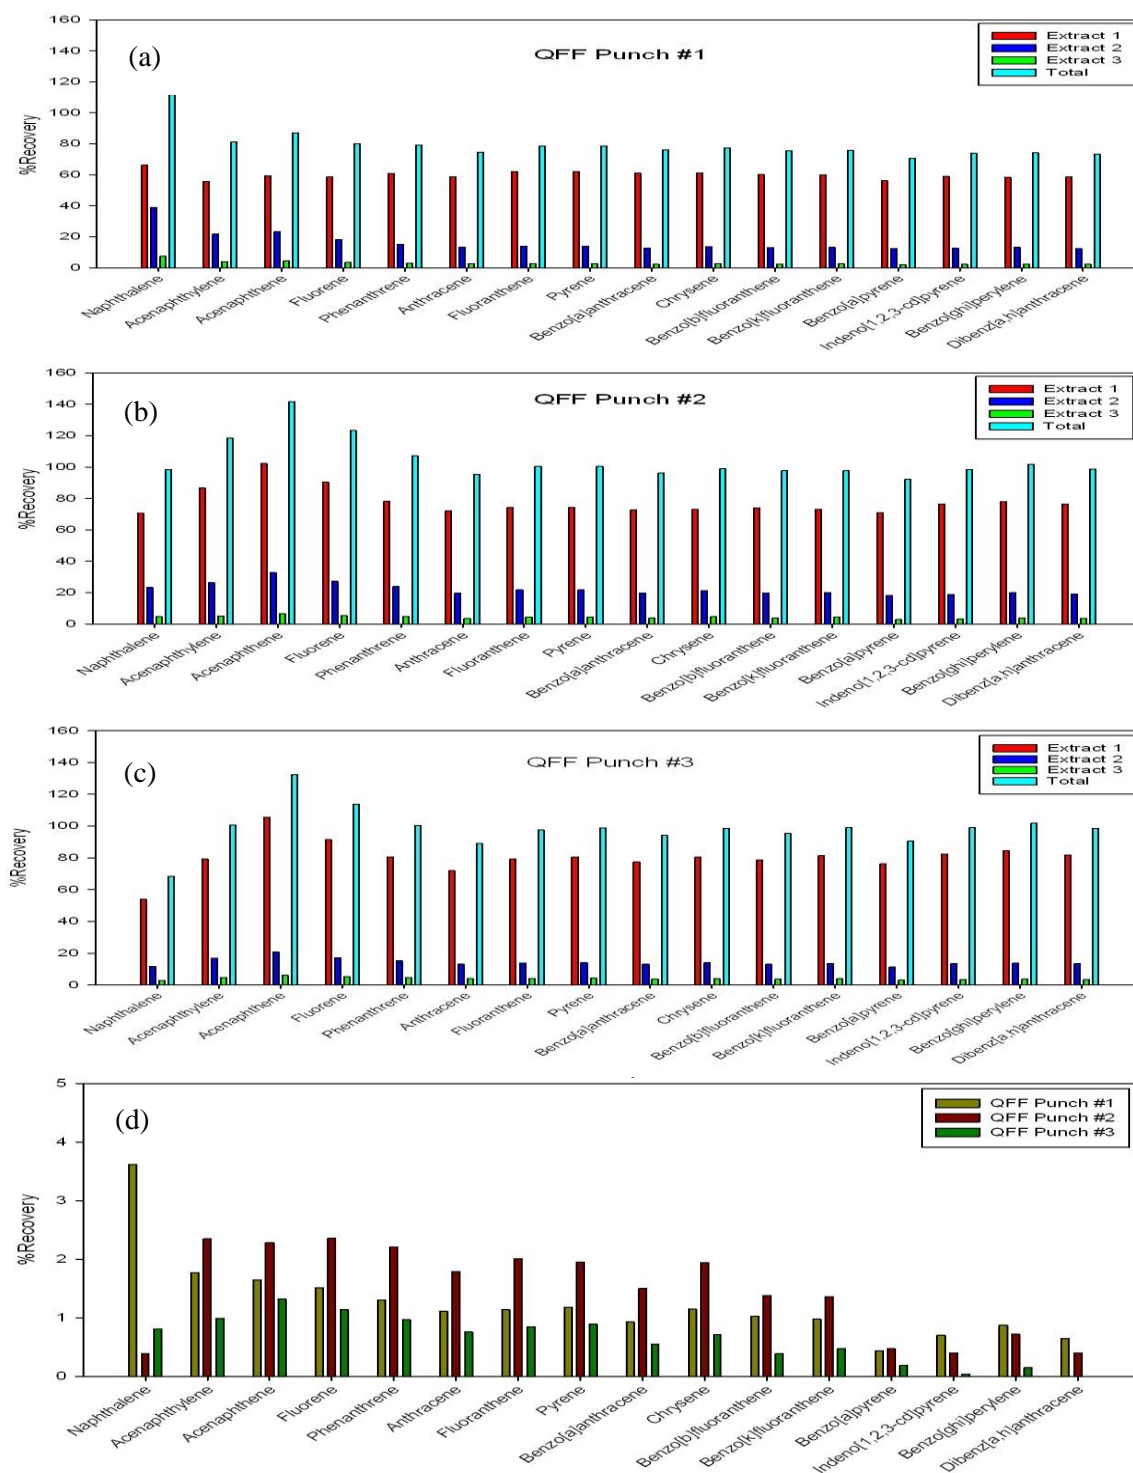 160
140
120
100
80
60
40
20
0
%Recovery
(a)
QFF Punch #1
Extract 1
Extract 2
Extract 3
Total
Naphthalene
Acenaphthylene
Acenaphthene
Fluorene
Phenanthrene
Anthracene
Fluoranthene
Pyrene
Benzo[a]anthracene
Chrysene
Benzo[b]fluoranthene
Benzo[k]fluoranthene
Benzo[a]pyrene
Indeno[1,2,3-cd]pyrene
Benzo[ghi]perylene
Dibenz[a,h]anthracene
160
140
120
100
80
60
40
20
0
%Recovery
(b)
QFF Punch #2
Extract 1
Extract 2
Extract 3
Total
Naphthalene
Acenaphthylene
Acenaphthene
Fluorene
Phenanthrene
Anthracene
Fluoranthene
Pyrene
Benzo[a]anthracene
Chrysene
Benzo[b]fluoranthene
Benzo[k]fluoranthene
Benzo[a]pyrene
Indeno[1,2,3-cd]pyrene
Benzo[ghi]perylene
Dibenz[a,h]anthracene
160
140
120
100
80
60
40
20
0
%Recovery
(c)
QFF Punch #3
Extract 1
Extract 2
Extract 3
Total
Naphthalene
Acenaphthylene
Acenaphthene
Fluorene
Phenanthrene
Anthracene
Fluoranthene
Pyrene
Benzo[a]anthracene
Chrysene
Benzo[b]fluoranthene
Benzo[k]fluoranthene
Benzo[a]pyrene
Indeno[1,2,3-cd]pyrene
Benzo[ghi]perylene
Dibenz[a,h]anthracene
5
4
3
2
1
0
%Recovery
(d)
QFF Punch #1
QFF Punch #2
QFF Punch #3
Naphthalene
Acenaphthylene
Acenaphthene
Fluorene
Phenanthrene
Anthracene
Fluoranthene
Pyrene
Benzo[a]anthracene
Chrysene
Benzo[b]fluoranthene
Benzo[k]fluoranthene
Benzo[a]pyrene
Indeno[1,2,3-cd]pyrene
Benzo[ghi]perylene
Dibenz[a,h]anthracene